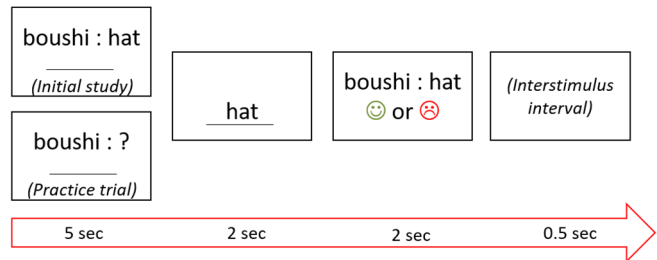 boushi : hat
(Initial study)
boushi : ?
(Practice trial)
hat
boushi : hat
or
(Interstimulus
interval)
5 sec
2 sec
2 sec
0.5 sec